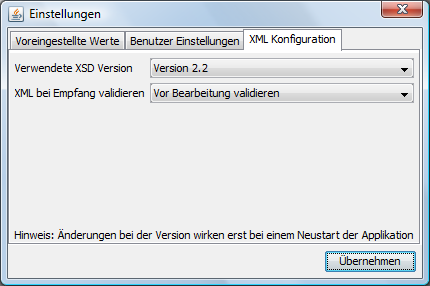 Einstellungen
Voreingestellte Werte Benutzer Einstellungen XML Konfiguration
Verwendete XSD Version Version 2.2
XML bei Empfang validieren Vor Bearbeitung validieren
Hinweis: Änderungen bei der Version wirken erst bei einem Neustart der Applikation
Übernehmen